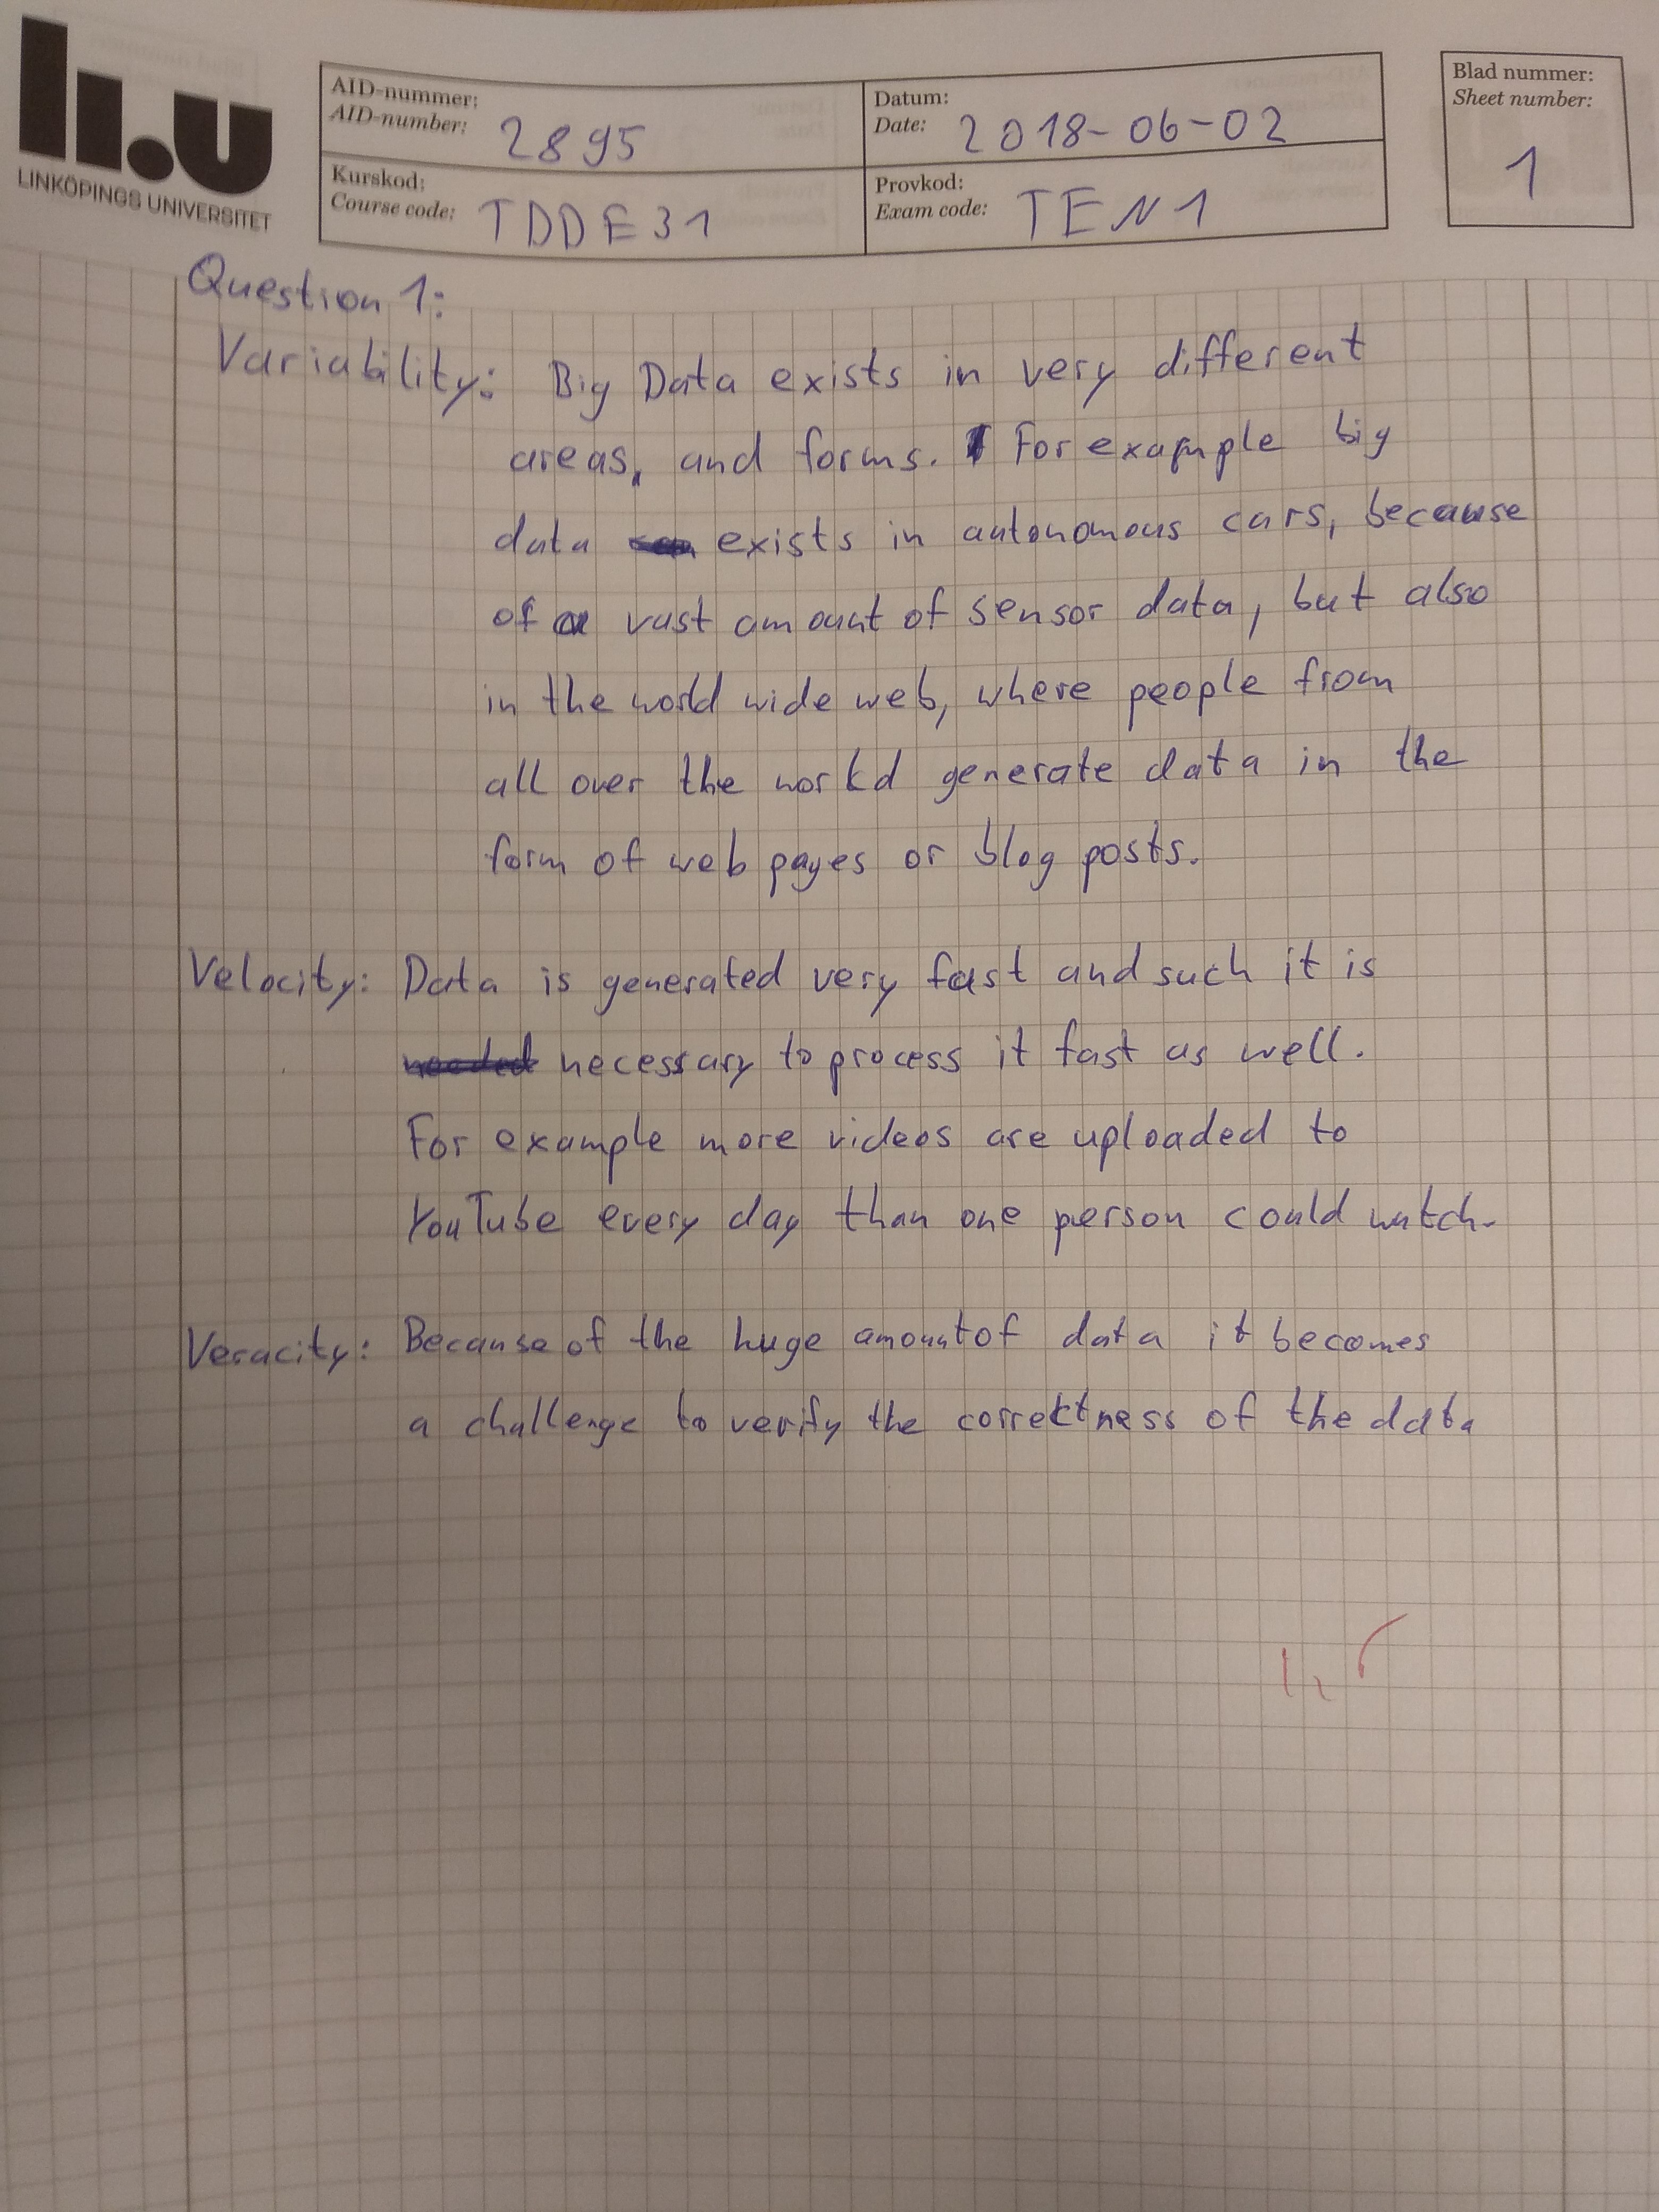 li.u
LINKÖPINGS UNIVERSITET
AID-nummer:
AID-number: 2895
Datum:
Date: 2018-06-02
Kurskod:
Course code: TDDE31
Provkod:
Exam code: TEN1
Blad nummer:
Sheet number:
1
Question 1:
Variability: Big Data exists in very different
areas, and forms. For example big
data exists in autonomous cars, because
of a vast amount of sensor data, but also
in the world wide web, where people from
all over the world generate data in the
form of web pages or blog posts.
Velocity: Data is generated very fast and such it is
needed necessary to process it fast as well.
For example more videos are uploaded to
YouTube every day than one person could watch.
Veracity: Because of the huge amount of data it becomes
a challenge to verify the correktness of the data
1,5